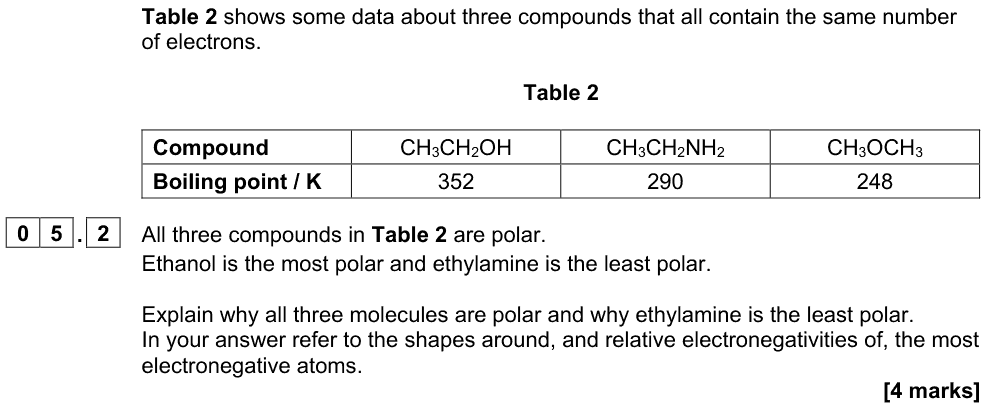 Table 2 shows some data about three compounds that all contain the same number
of electrons.
Table 2
Compound CH₃CH₂OH CH₃CH₂NH₂ CH₃OCH₃
Boiling point / K 352 290 248
0 5 . 2 All three compounds in Table 2 are polar.
Ethanol is the most polar and ethylamine is the least polar.
Explain why all three molecules are polar and why ethylamine is the least polar.
In your answer refer to the shapes around, and relative electronegativities of, the most
electronegative atoms.
[4 marks]